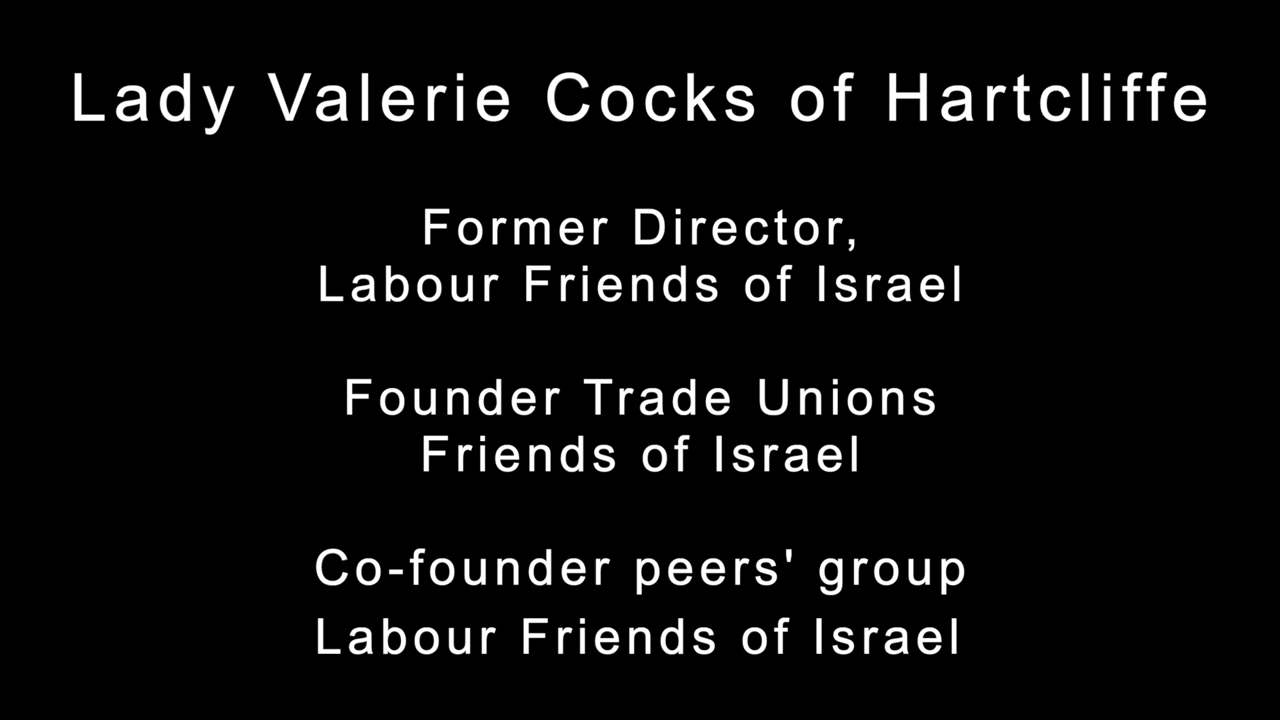 Lady Valerie Cocks of Hartcliffe
Former Director,
Labour Friends of Israel
Founder Trade Unions
Friends of Israel
Co-founder peers' group
Labour Friends of Israel